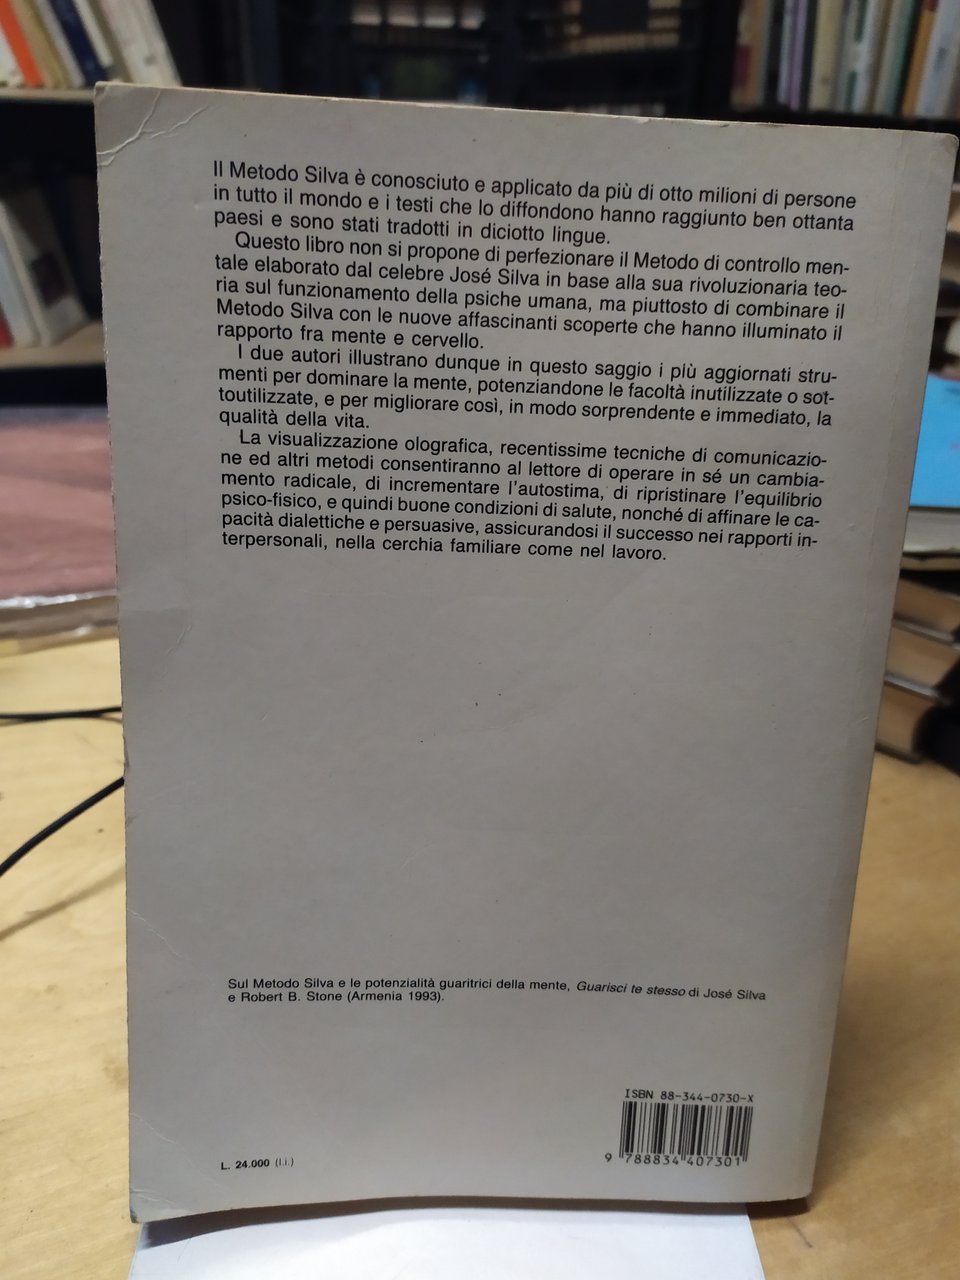 Il Metodo Silva è conosciuto e applicato da più di otto milioni di persone
in tutto il mondo e i testi che lo diffondono hanno raggiunto ben ottanta
paesi e sono stati tradotti in diciotto lingue.
Questo libro non si propone di perfezionare il Metodo di controllo men-
tale elaborato dal celebre José Silva in base alla sua rivoluzionaria teo-
ria sul funzionamento della psiche umana, ma piuttosto di combinare il
Metodo Silva con le nuove affascinanti scoperte che hanno illuminato il
rapporto fra mente e cervello.
I due autori illustrano dunque in questo saggio i più aggiornati stru-
menti per dominare la mente, potenziandone le facoltà inutilizzate o sot-
toutilizzate, e per migliorare così, in modo sorprendente e immediato, la
qualità della vita.
La visualizzazione olografica, recentissime tecniche di comunicazio-
ne ed altri metodi consentiranno al lettore di operare in sé un cambia-
mento radicale, di incrementare l'autostima, di ripristinare l'equilibrio
psico-fisico, e quindi buone condizioni di salute, nonché di affinare le ca-
pacità dialettiche e persuasive, assicurandosi il successo nei rapporti in-
terpersonali, nella cerchia familiare come nel lavoro.
Sul Metodo Silva e le potenzialità guaritrici della mente, Guarisci te stesso di José Silva
e Robert B. Stone (Armenia 1993).
ISBN 88-344-0730-X
9 788834 407301
L. 24.000 (i.i.)